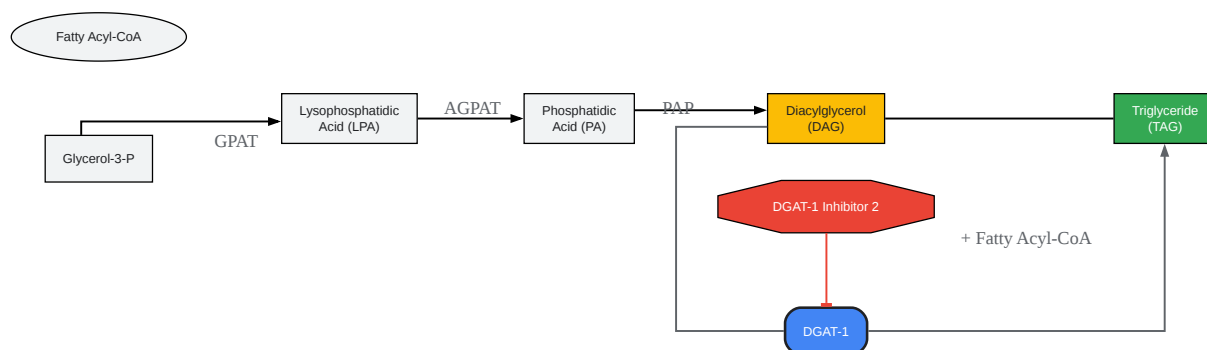 Fatty Acyl-CoA
Lysophosphatidic
Acid (LPA)
AGPAT
Phosphatidic
Acid (PA)
PAP
Diacylglycerol
(DAG)
Triglyceride
(TAG)
GPAT
Glycerol-3-P
DGAT-1 Inhibitor 2
+ Fatty Acyl-CoA
DGAT-1